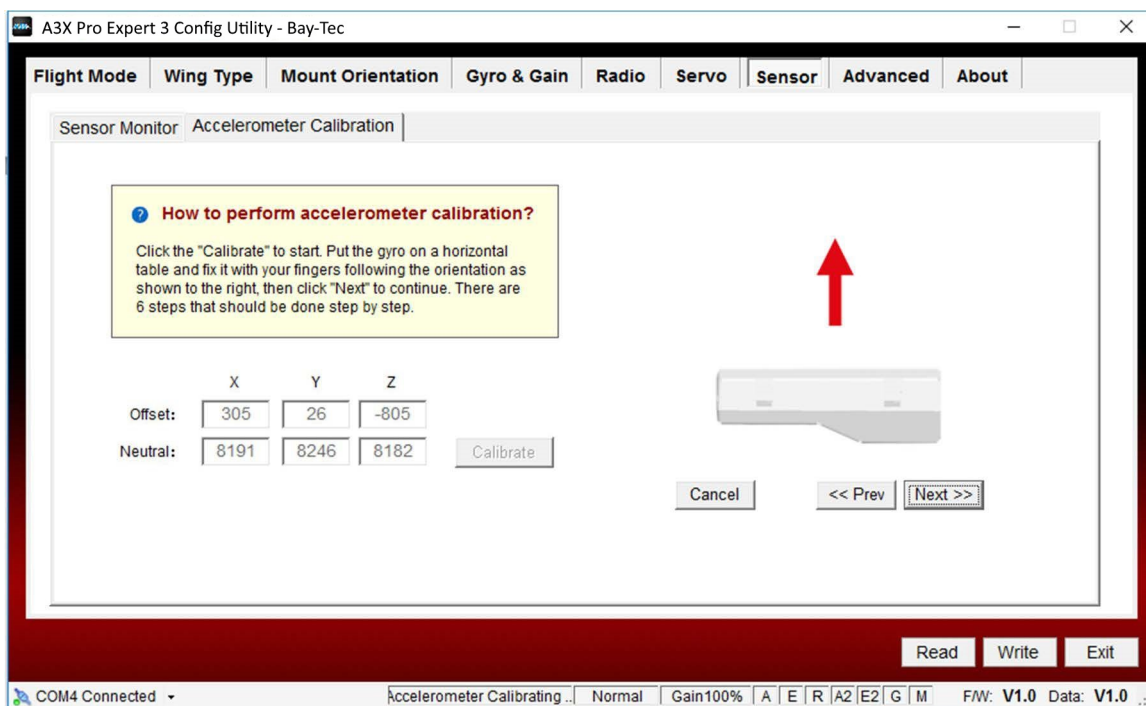 A3X Pro Expert 3 Config Utility - Bay-Tec
Flight Mode Wing Type Mount Orientation Gyro & Gain Radio Servo Sensor Advanced About
Sensor Monitor Accelerometer Calibration
How to perform accelerometer calibration?
Click the "Calibrate" to start. Put the gyro on a horizontal
table and fix it with your fingers following the orientation as
shown to the right, then click "Next" to continue. There are
6 steps that should be done step by step.
X Y Z
Offset: 305 26 -805
Neutral: 8191 8246 8182 Calibrate
Cancel << Prev Next >>
Read Write Exit
COM4 Connected Accelerometer Calibrating .. Normal Gain100% A E R A2 E2 G M F/W: V1.0 Data: V1.0